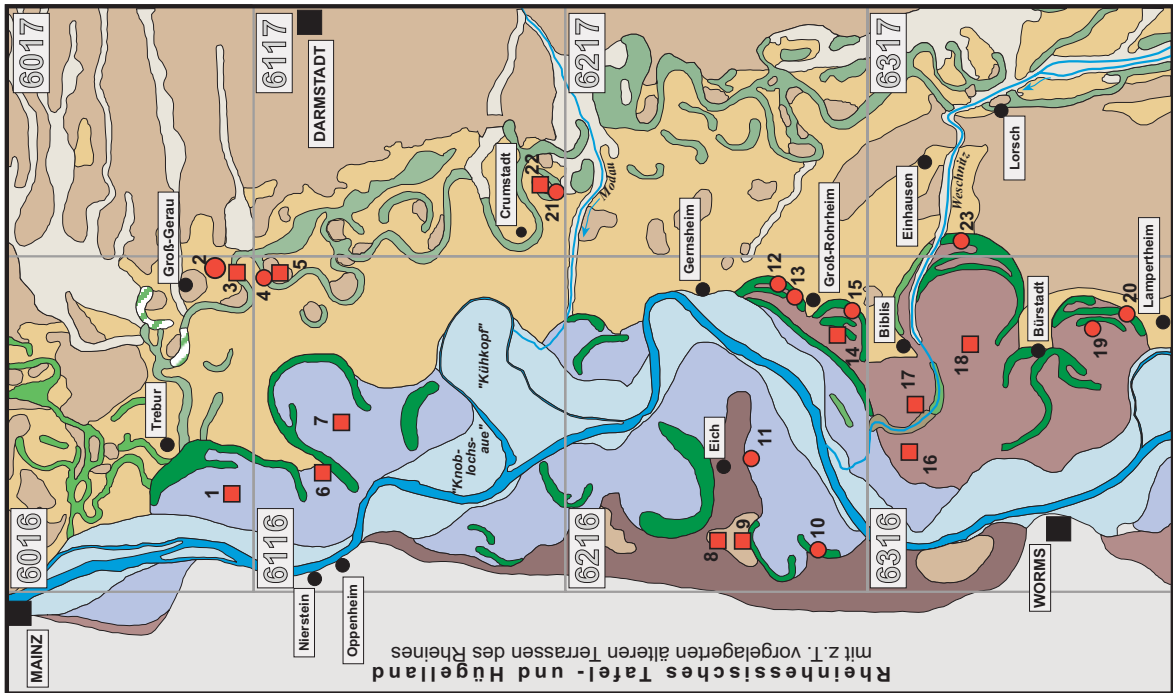 6017
6117
6217
6317
DARMSTADT
Groß-Gerau
Crumstadt
Modau
Gernsheim
Groß-Rohrheim
Einhausen
Weschnitz
Lorsch
Biblis
Bürstadt
Lampertheim
Trebur
"Kühkopf"
"Knob-
lochs-
aue"
Eich
1
2
3
4
5
6
7
8
9
10
11
12
13
14
15
16
17
18
19
20
21
22
23
6016
6116
6216
6316
MAINZ
Nierstein
Oppenheim
WORMS
Rheinhessisches Tafel- und Hügelland
mit z.T. vorgelagerten älteren Terrassen des Rheines